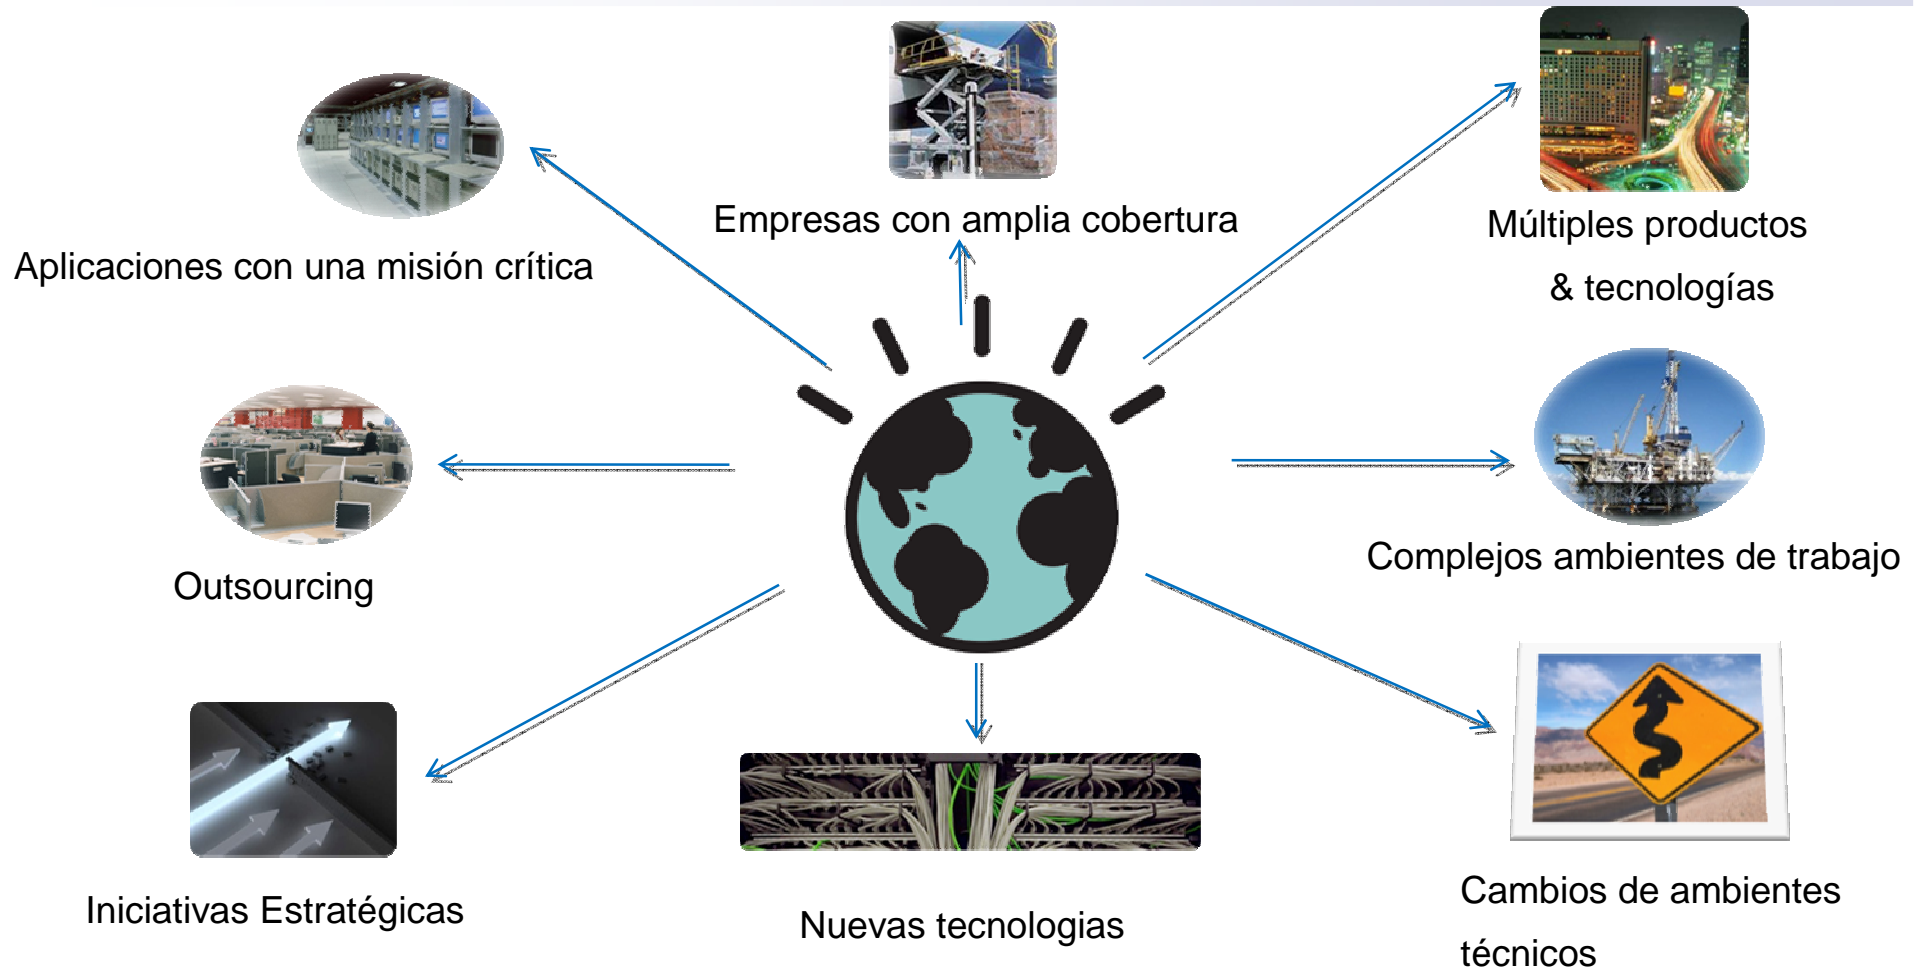 Empresas con amplia cobertura
Múltiples productos
& tecnologías
Aplicaciones con una misión crítica
Outsourcing
Complejos ambientes de trabajo
Iniciativas Estratégicas
Nuevas tecnologias
Cambios de ambientes
técnicos